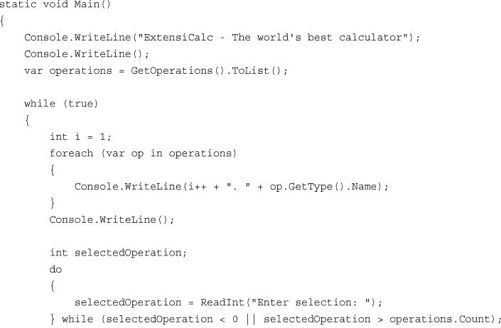 static void Main()
{
    Console.WriteLine("ExtensiCalc - The world's best calculator");
    Console.WriteLine();
    var operations = GetOperations().ToList();

    while (true)
    {
        int i = 1;
        foreach (var op in operations)
        {
            Console.WriteLine(i++ + ". " + op.GetType().Name);
        }
        Console.WriteLine();

        int selectedOperation;
        do
        {
            selectedOperation = ReadInt("Enter selection: ");
        } while (selectedOperation < 0 || selectedOperation > operations.Count);